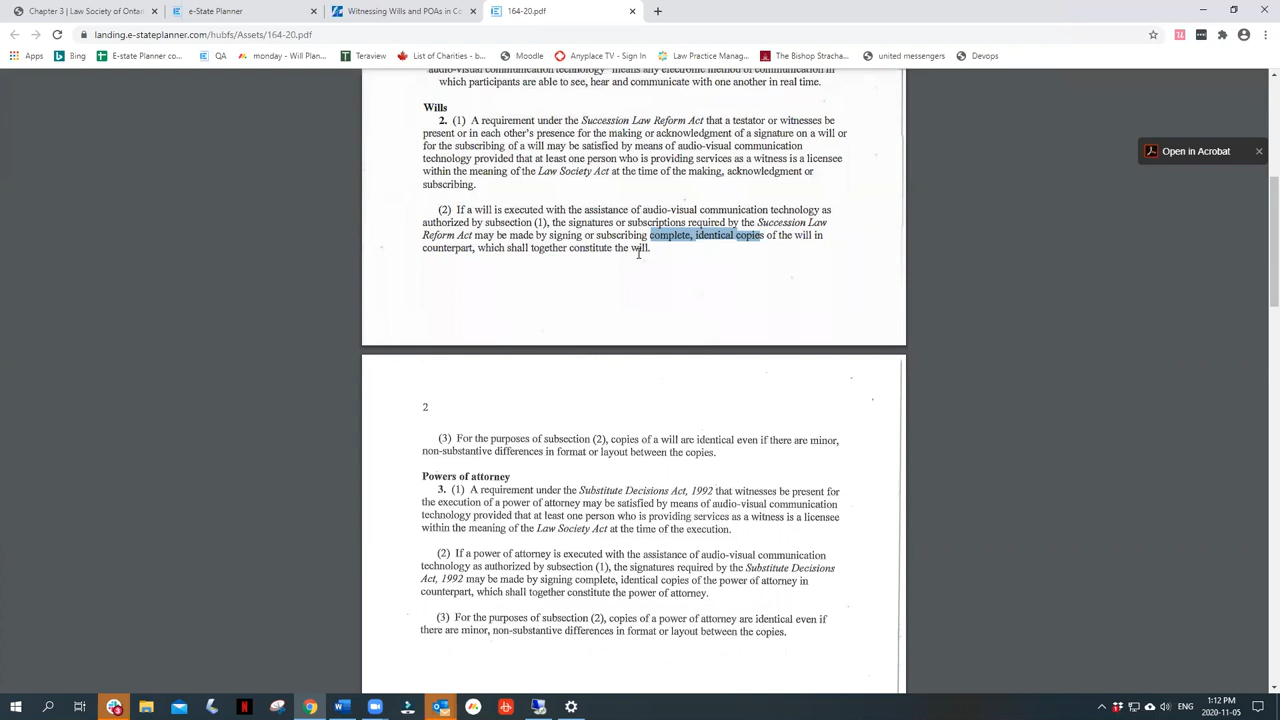 Chapter 3 | Law Society of Ontari
e-State Planner
Witnessing Wills and POAs in Co
164-20.pdf
landing.e-stateplanner.com/hubfs/Assets/164-20.pdf
Apps
Bing
E-estate Planner co...
QA
monday - Will Plan...
Teraview
List of Charities - b...
Moodle
Anyplace TV - Sign In
Law Practice Manag...
The Bishop Strachan...
united messengers
Devops
Open in Acrobat
"audio-visual communication technology" means any electronic method of communication in
which participants are able to see, hear and communicate with one another in real time.
Wills
2. (1) A requirement under the Succession Law Reform Act that a testator or witnesses be
present or in each other's presence for the making or acknowledgment of a signature on a will or
for the subscribing of a will may be satisfied by means of audio-visual communication
technology provided that at least one person who is providing services as a witness is a licensee
within the meaning of the Law Society Act at the time of the making, acknowledgment or
subscribing.
(2) If a will is executed with the assistance of audio-visual communication technology as
authorized by subsection (1), the signatures or subscriptions required by the Succession Law
Reform Act may be made by signing or subscribing complete, identical copies of the will in
counterpart, which shall together constitute the will.
2
(3) For the purposes of subsection (2), copies of a will are identical even if there are minor,
non-substantive differences in format or layout between the copies.
Powers of attorney
3. (1) A requirement under the Substitute Decisions Act, 1992 that witnesses be present for
the execution of a power of attorney may be satisfied by means of audio-visual communication
technology provided that at least one person who is providing services as a witness is a licensee
within the meaning of the Law Society Act at the time of the execution.
(2) If a power of attorney is executed with the assistance of audio-visual communication
technology as authorized by subsection (1), the signatures required by the Substitute Decisions
Act, 1992 may be made by signing complete, identical copies of the power of attorney in
counterpart, which shall together constitute the power of attorney.
(3) For the purposes of subsection (2), copies of a power of attorney are identical even if
there are minor, non-substantive differences in format or layout between the copies.
1:12 PM
2020-11-05